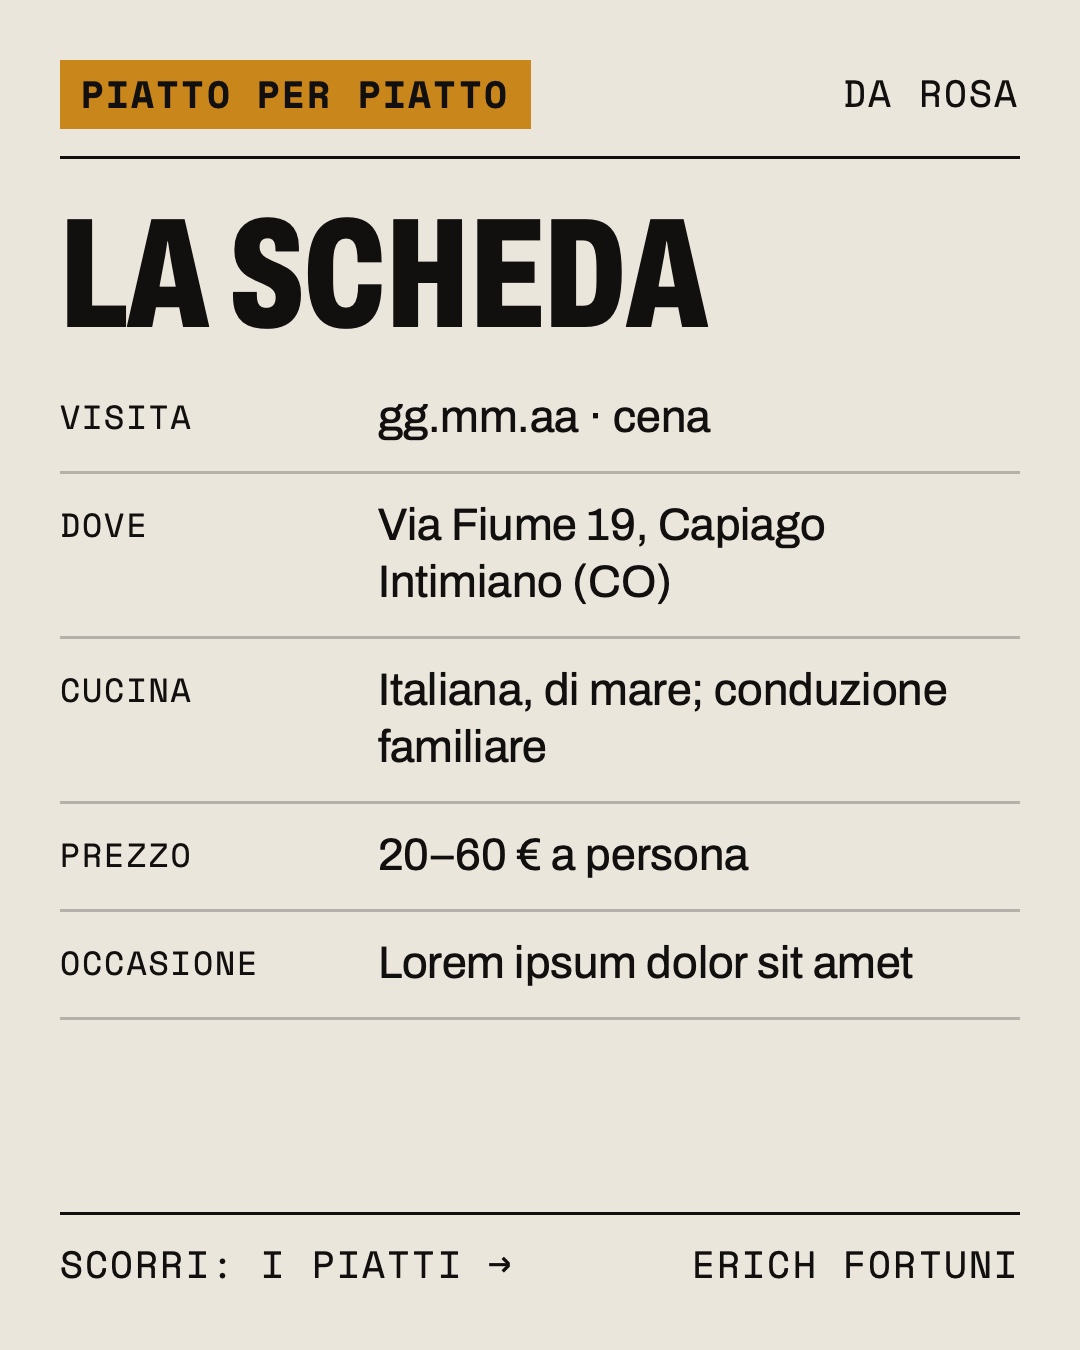 PIATTO PER PIATTO
DA ROSA
LA SCHEDA
VISITA
gg.mm.aa · cena
DOVE
Via Fiume 19, Capiago
Intimiano (CO)
CUCINA
Italiana, di mare; conduzione
familiare
PREZZO
20–60 € a persona
OCCASIONE
Lorem ipsum dolor sit amet
SCORRI: I PIATTI →
ERICH FORTUNI